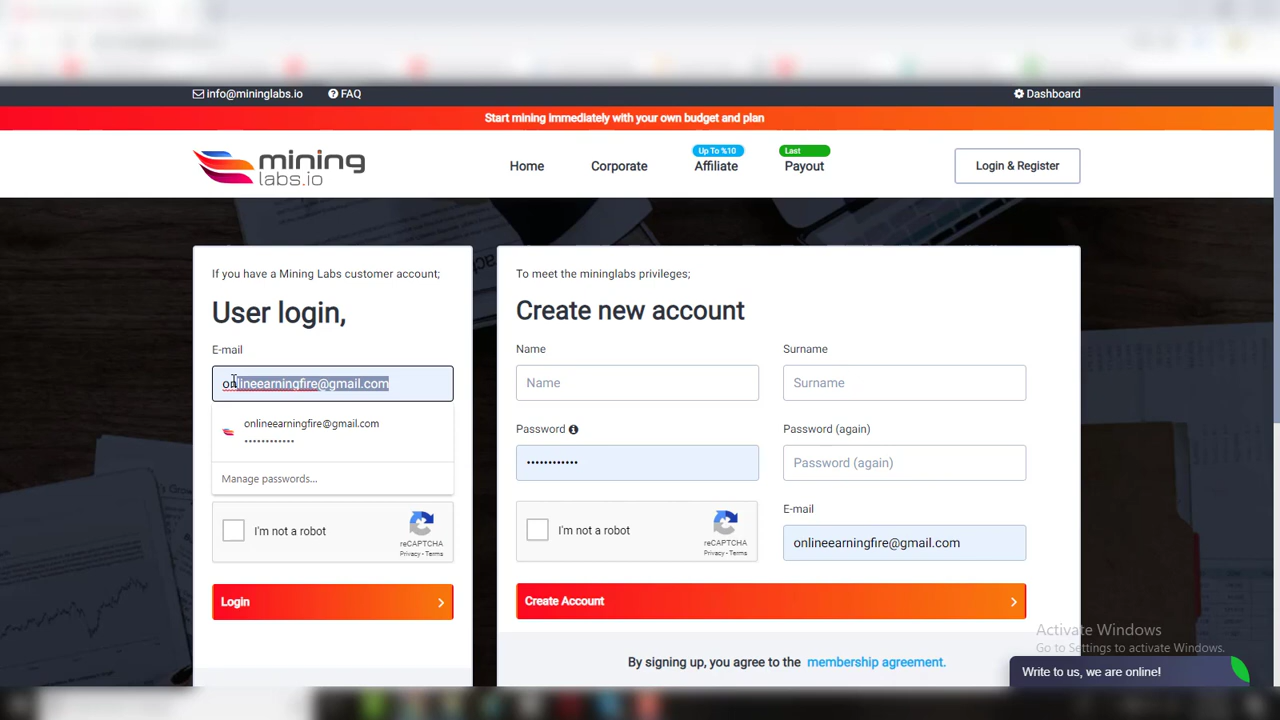 info@mininglabs.io
FAQ
Dashboard
Start mining immediately with your own budget and plan
mining
labs.io
Home
Corporate
Up To %10
Affiliate
Last
Payout
Login & Register
If you have a Mining Labs customer account;
User login,
E-mail
onlineearningfire@gmail.com
onlineearningfire@gmail.com
••••••••••••
Manage passwords...
I'm not a robot
reCAPTCHA
Privacy - Terms
Login
To meet the mininglabs privileges;
Create new account
Name
Surname
Name
Surname
Password
Password (again)
••••••••••••
Password (again)
E-mail
I'm not a robot
reCAPTCHA
Privacy - Terms
onlineearningfire@gmail.com
Create Account
By signing up, you agree to the membership agreement.
Activate Windows
Go to Settings to activate Windows.
Write to us, we are online!